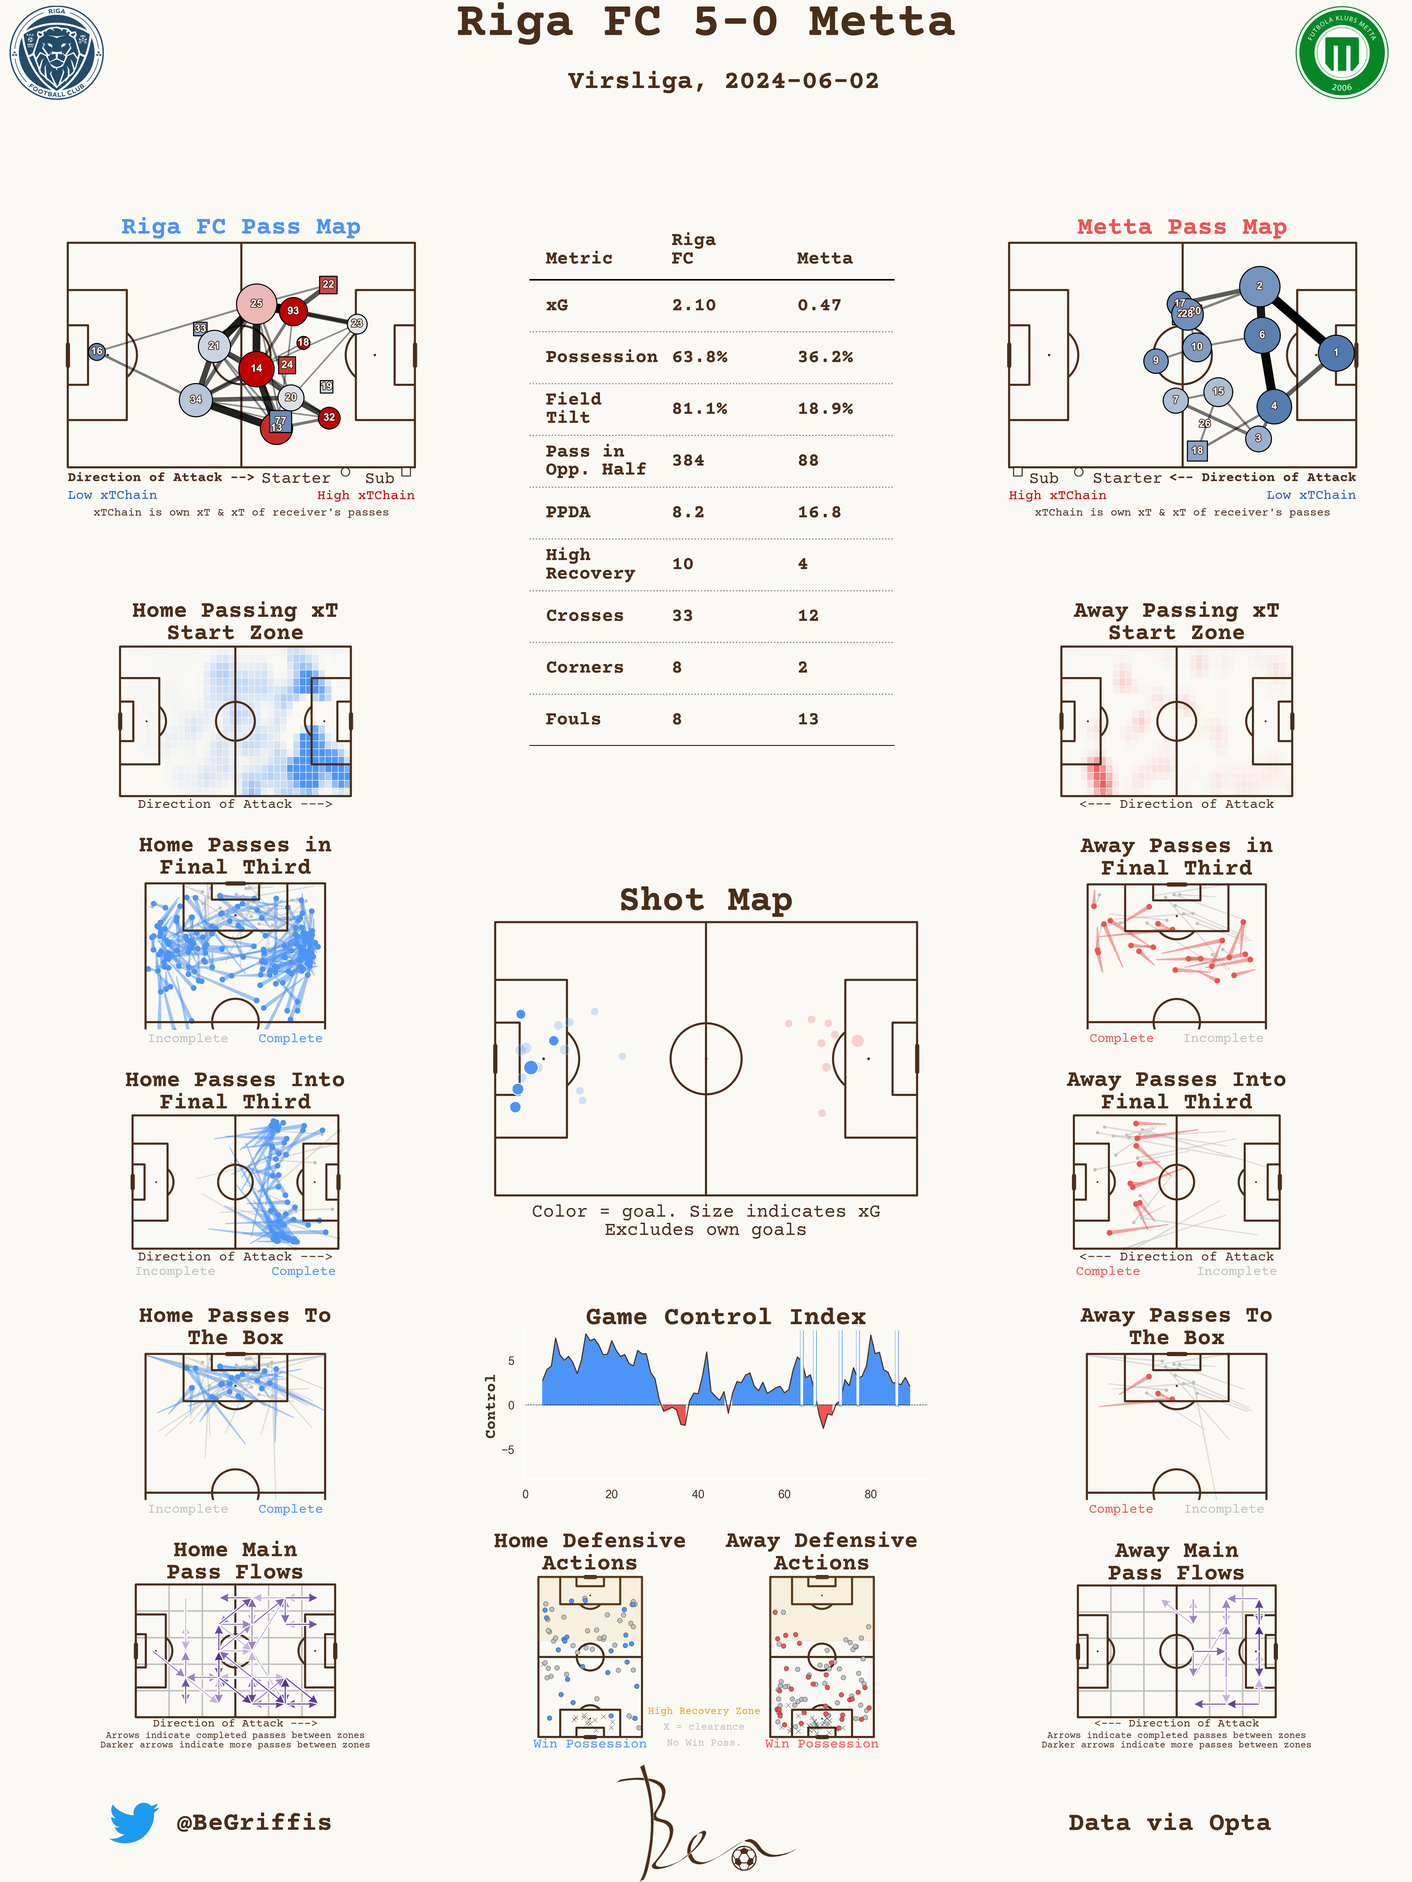 Riga FC 5-0 Metta
Virsliga, 2024-06-02
RIGA
FOOTBALL CLUB
FUTBOLA KLUBS METTA
2006
Riga FC Pass Map
25
22
93
33
23
21
16
18
14
24
19
34
20
77
13
32
Direction of Attack --> Starter Sub
Low xTChain High xTChain
xTChain is own xT & xT of receiver's passes
Metric Riga FC Metta
xG 2.10 0.47
Possession 63.8% 36.2%
Field Tilt 81.1% 18.9%
Pass in Opp. Half 384 88
PPDA 8.2 16.8
High Recovery 10 4
Crosses 33 12
Corners 8 2
Fouls 8 13
Metta Pass Map
2
17
28
6
10
9
1
15
7
4
26
3
18
Sub Starter <-- Direction of Attack
High xTChain Low xTChain
xTChain is own xT & xT of receiver's passes
Home Passing xT
Start Zone
Direction of Attack --->
Away Passing xT
Start Zone
<--- Direction of Attack
Home Passes in
Final Third
Incomplete Complete
Away Passes in
Final Third
Complete Incomplete
Shot Map
Color = goal. Size indicates xG
Excludes own goals
Home Passes Into
Final Third
Direction of Attack --->
Incomplete Complete
Away Passes Into
Final Third
<--- Direction of Attack
Complete Incomplete
Home Passes To
The Box
Incomplete Complete
Game Control Index
Control
5
0
−5
0 20 40 60 80
Away Passes To
The Box
Complete Incomplete
Home Main
Pass Flows
Direction of Attack --->
Arrows indicate completed passes between zones
Darker arrows indicate more passes between zones
Home Defensive
Actions
Win Possession
High Recovery Zone
X = clearance
No Win Poss.
Away Defensive
Actions
Win Possession
Away Main
Pass Flows
<--- Direction of Attack
Arrows indicate completed passes between zones
Darker arrows indicate more passes between zones
@BeGriffis
Ben
Data via Opta